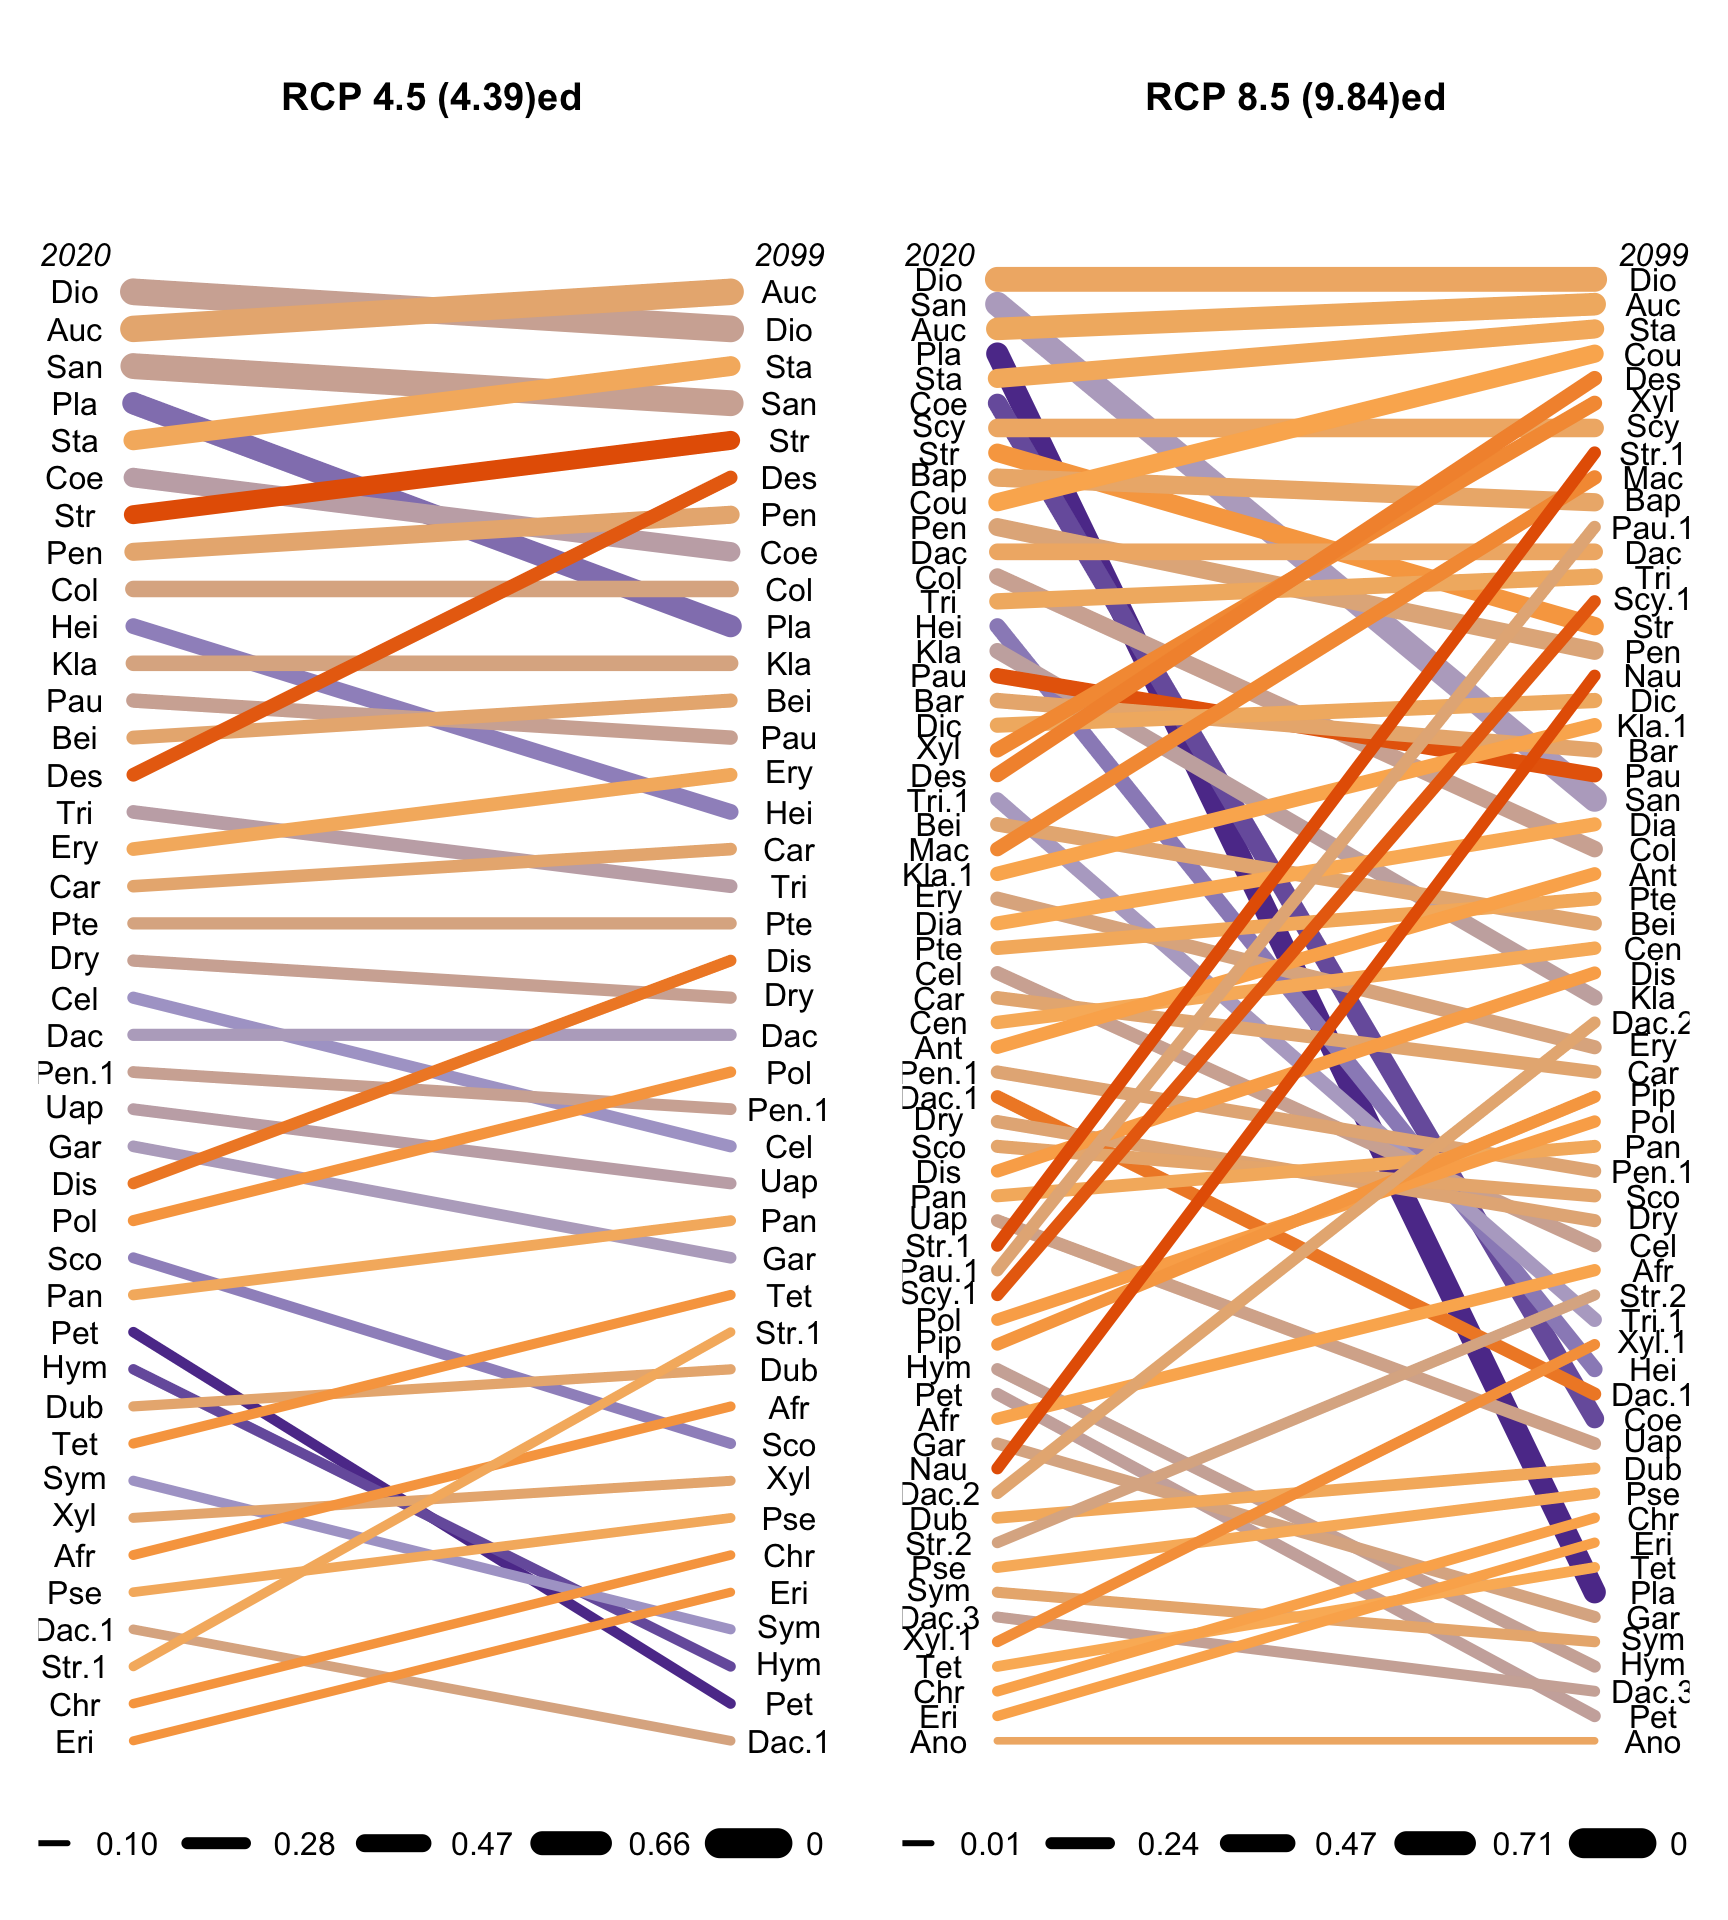 RCP 4.5 (4.39)ed
2020
2099
Dio
Auc
San
Pla
Sta
Coe
Str
Pen
Col
Hei
Kla
Pau
Bei
Des
Tri
Ery
Car
Pte
Dry
Cel
Dac
Pen.1
Uap
Gar
Dis
Pol
Sco
Pan
Pet
Hym
Dub
Tet
Sym
Xyl
Afr
Pse
Dac.1
Str.1
Chr
Eri
Auc
Dio
Sta
San
Str
Des
Pen
Coe
Col
Pla
Kla
Bei
Pau
Ery
Hei
Car
Tri
Pte
Dis
Dry
Dac
Pol
Pen.1
Cel
Uap
Pan
Gar
Tet
Str.1
Dub
Afr
Sco
Xyl
Pse
Chr
Eri
Sym
Hym
Pet
Dac.1
0.10 0.28 0.47 0.66 0
RCP 8.5 (9.84)ed
2020
2099
Dio
San
Auc
Pla
Sta
Coe
Scy
Str
Bap
Cou
Pen
Dac
Col
Tri
Hei
Kla
Pau
Bar
Dic
Xyl
Des
Tri.1
Bei
Mac
Kla.1
Ery
Dia
Pte
Cel
Car
Cen
Ant
Pen.1
Dac.1
Dry
Sco
Dis
Pan
Uap
Str.1
Pau.1
Scy.1
Pol
Pip
Hym
Pet
Afr
Gar
Nau
Dac.2
Dub
Str.2
Pse
Sym
Dac.3
Xyl.1
Tet
Chr
Eri
Ano
Dio
Auc
Sta
Cou
Des
Xyl
Scy
Str.1
Mac
Bap
Pau.1
Dac
Tri
Scy.1
Str
Pen
Nau
Dic
Kla.1
Bar
Pau
San
Dia
Col
Ant
Pte
Bei
Cen
Dis
Kla
Dac.2
Ery
Car
Pip
Pol
Pan
Pen.1
Sco
Dry
Cel
Afr
Str.2
Tri.1
Xyl.1
Hei
Dac.1
Coe
Uap
Dub
Pse
Chr
Eri
Tet
Pla
Gar
Sym
Hym
Dac.3
Pet
Ano
0.01 0.24 0.47 0.71 0